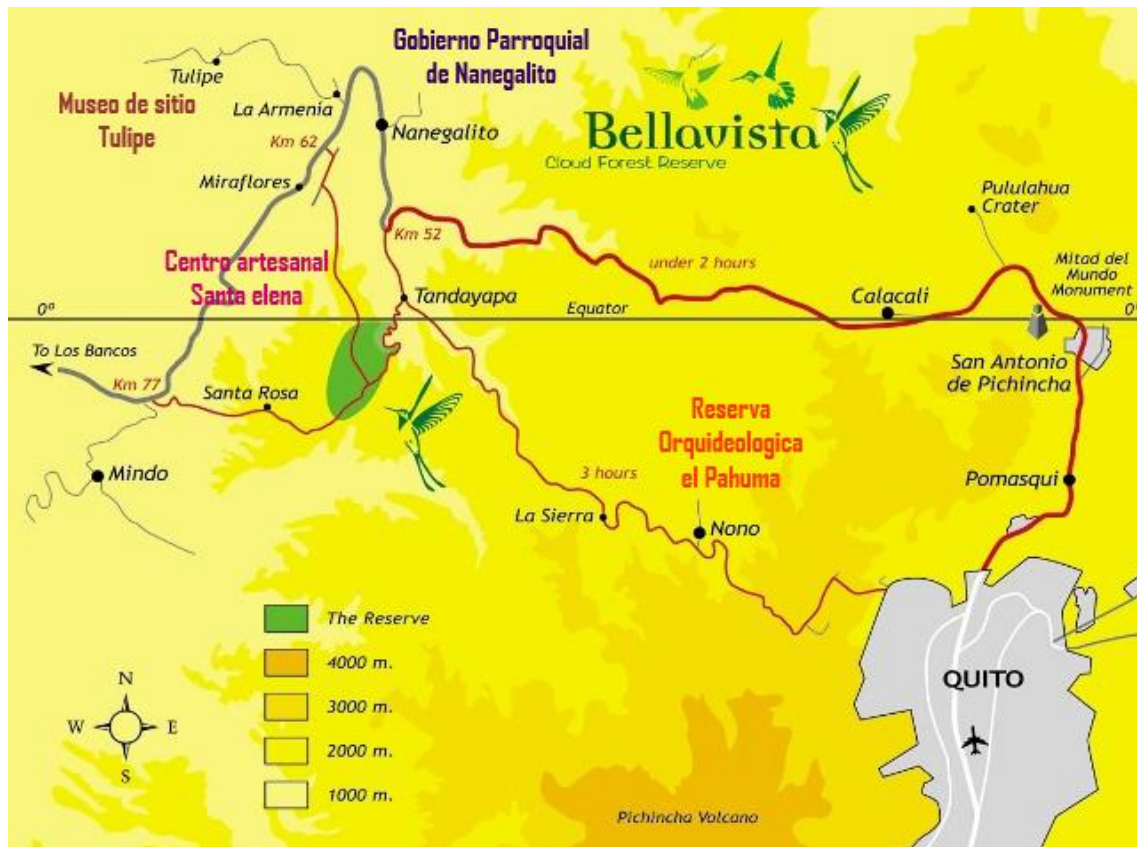 Gobierno Parroquial
de Nanegalito
Tulipe
Museo de sitio
Tulipe
La Armenía
Nanegalito
Km 62
Miraflores
Bellavista
Cloud Forest Reserve
Pululahua
Crater
Km 52
under 2 hours
Mitad del
Mundo
Monument
Centro artesanal
Santa elena
Tandayapa
Calacali
0º
Equator
0º
To Los Bancos
Km 77
Santa Rosa
San Antonio
de Pichincha
Mindo
Reserva
Orquideologica
el Pahuma
3 hours
Pomasqui
La Sierra
Nono
The Reserve
4000 m.
3000 m.
2000 m.
1000 m.
N
W
E
S
QUITO
Pichincha Volcano